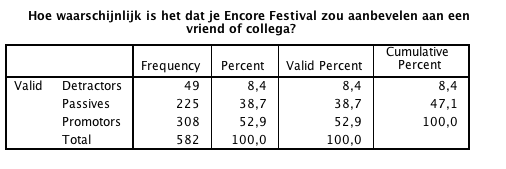 Hoe waarschijnlijk is het dat je Encore Festival zou aanbevelen aan een
vriend of collega?
Frequency Percent Valid Percent Cumulative Percent
Valid Detractors 49 8,4 8,4 8,4
Passives 225 38,7 38,7 47,1
Promotors 308 52,9 52,9 100,0
Total 582 100,0 100,0